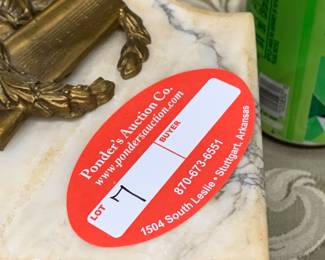 Ponder's Auction Co.
www.pondersauction.com
LOT
7
BUYER
870-673-6551
1504 South Leslie • Stuttgart, Arkansas